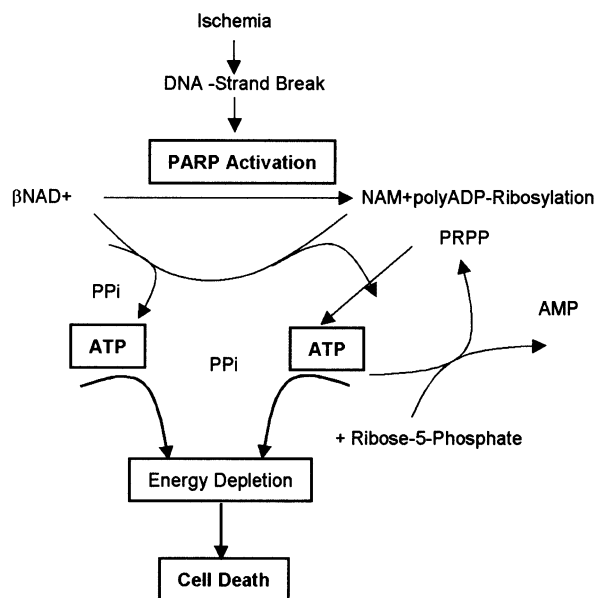 Ischemia
DNA -Strand Break
PARP Activation
βNAD+
NAM+polyADP-Ribosylation
PRPP
PPi
AMP
ATP
PPi
ATP
+ Ribose-5-Phosphate
Energy Depletion
Cell Death